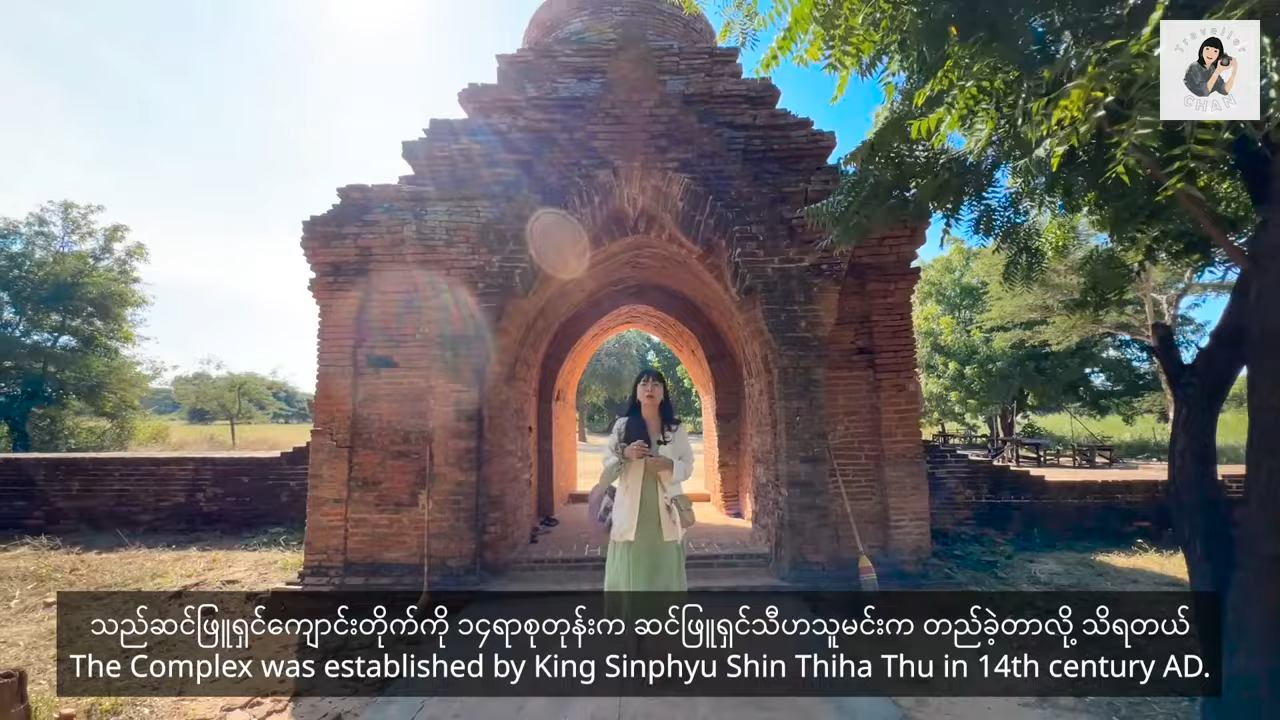 Traveller
CHAN
သည်ဆင်ဖြူရှင်ကျောင်းတိုက်ကို ၁၄ရာစုတုန်းက ဆင်ဖြူရှင်သီဟသူမင်းက တည်ခဲ့တာလို့ သိရတယ်
The Complex was established by King Sinphyu Shin Thiha Thu in 14th century AD.